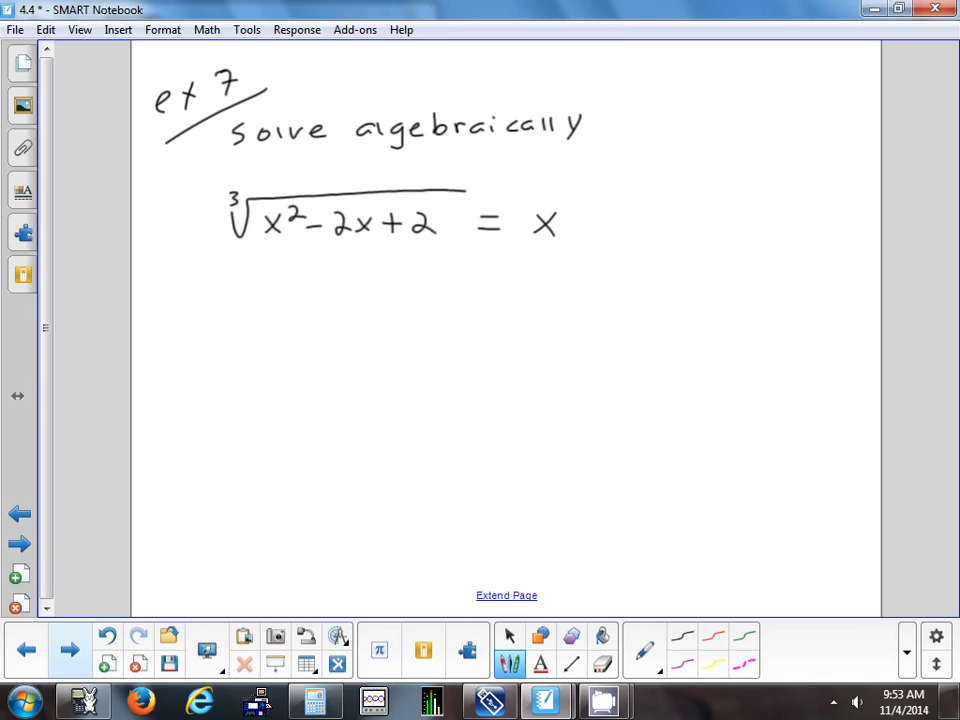 4.4 * - SMART Notebook
File Edit View Insert Format Math Tools Response Add-ons Help
ex 7
solve algebraically
∛(x² - 2x + 2) = x
Extend Page
9:53 AM
11/4/2014